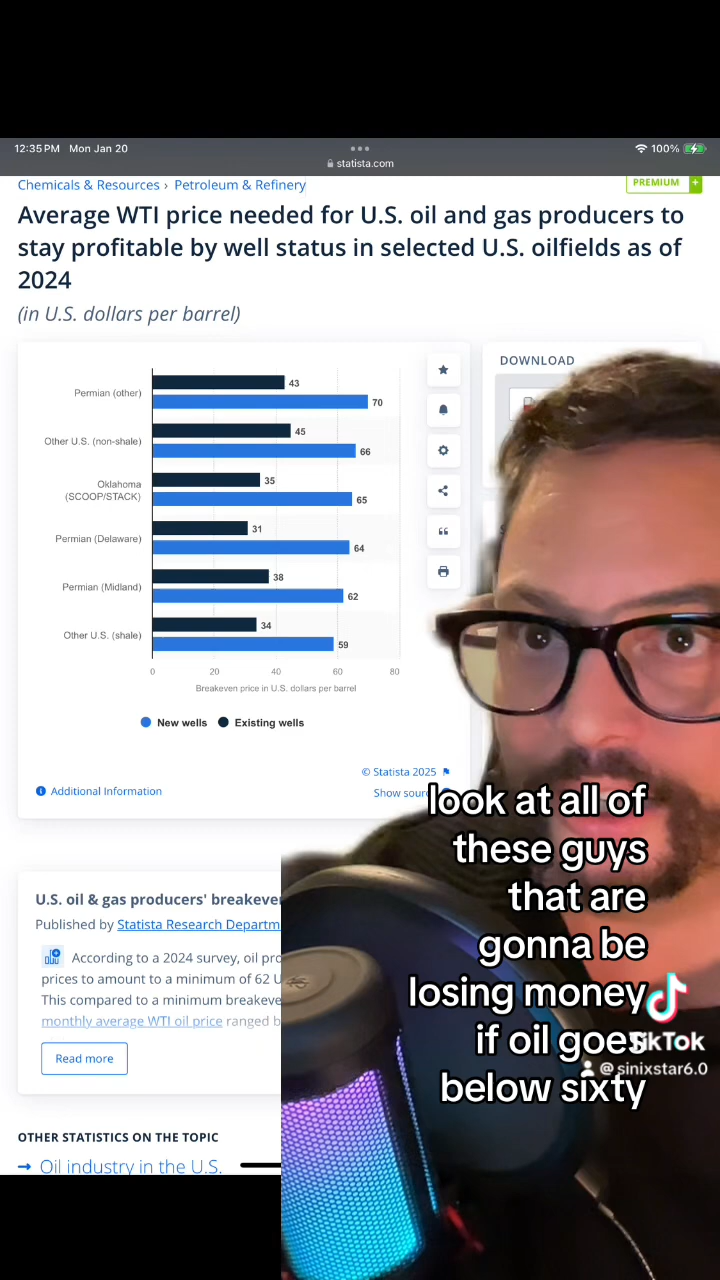 12:35 PM Mon Jan 20
100%
statista.com
Chemicals & Resources › Petroleum & Refinery
PREMIUM +
Average WTI price needed for U.S. oil and gas producers to
stay profitable by well status in selected U.S. oilfields as of
2024
(in U.S. dollars per barrel)
DOWNLOAD
Permian (other)
43
70
Other U.S. (non-shale)
45
66
Oklahoma
(SCOOP/STACK)
35
65
Permian (Delaware)
31
64
Permian (Midland)
38
62
Other U.S. (shale)
34
59
0 20 40 60 80
Breakeven price in U.S. dollars per barrel
New wells Existing wells
© Statista 2025
Additional Information
Show
look at all of
these guys
that are
gonna be
losing money
if oil goes
below sixty
TikTok
@sinixstar6.0
U.S. oil & gas producers'
Published by Statista Research
According to a 2024 survey, oil
prices to amount to a minimum of 62 U
This compared to a minimum
monthly average WTI oil price ranged
Read more
OTHER STATISTICS ON THE TOPIC
→ Oil industry in the U.S.